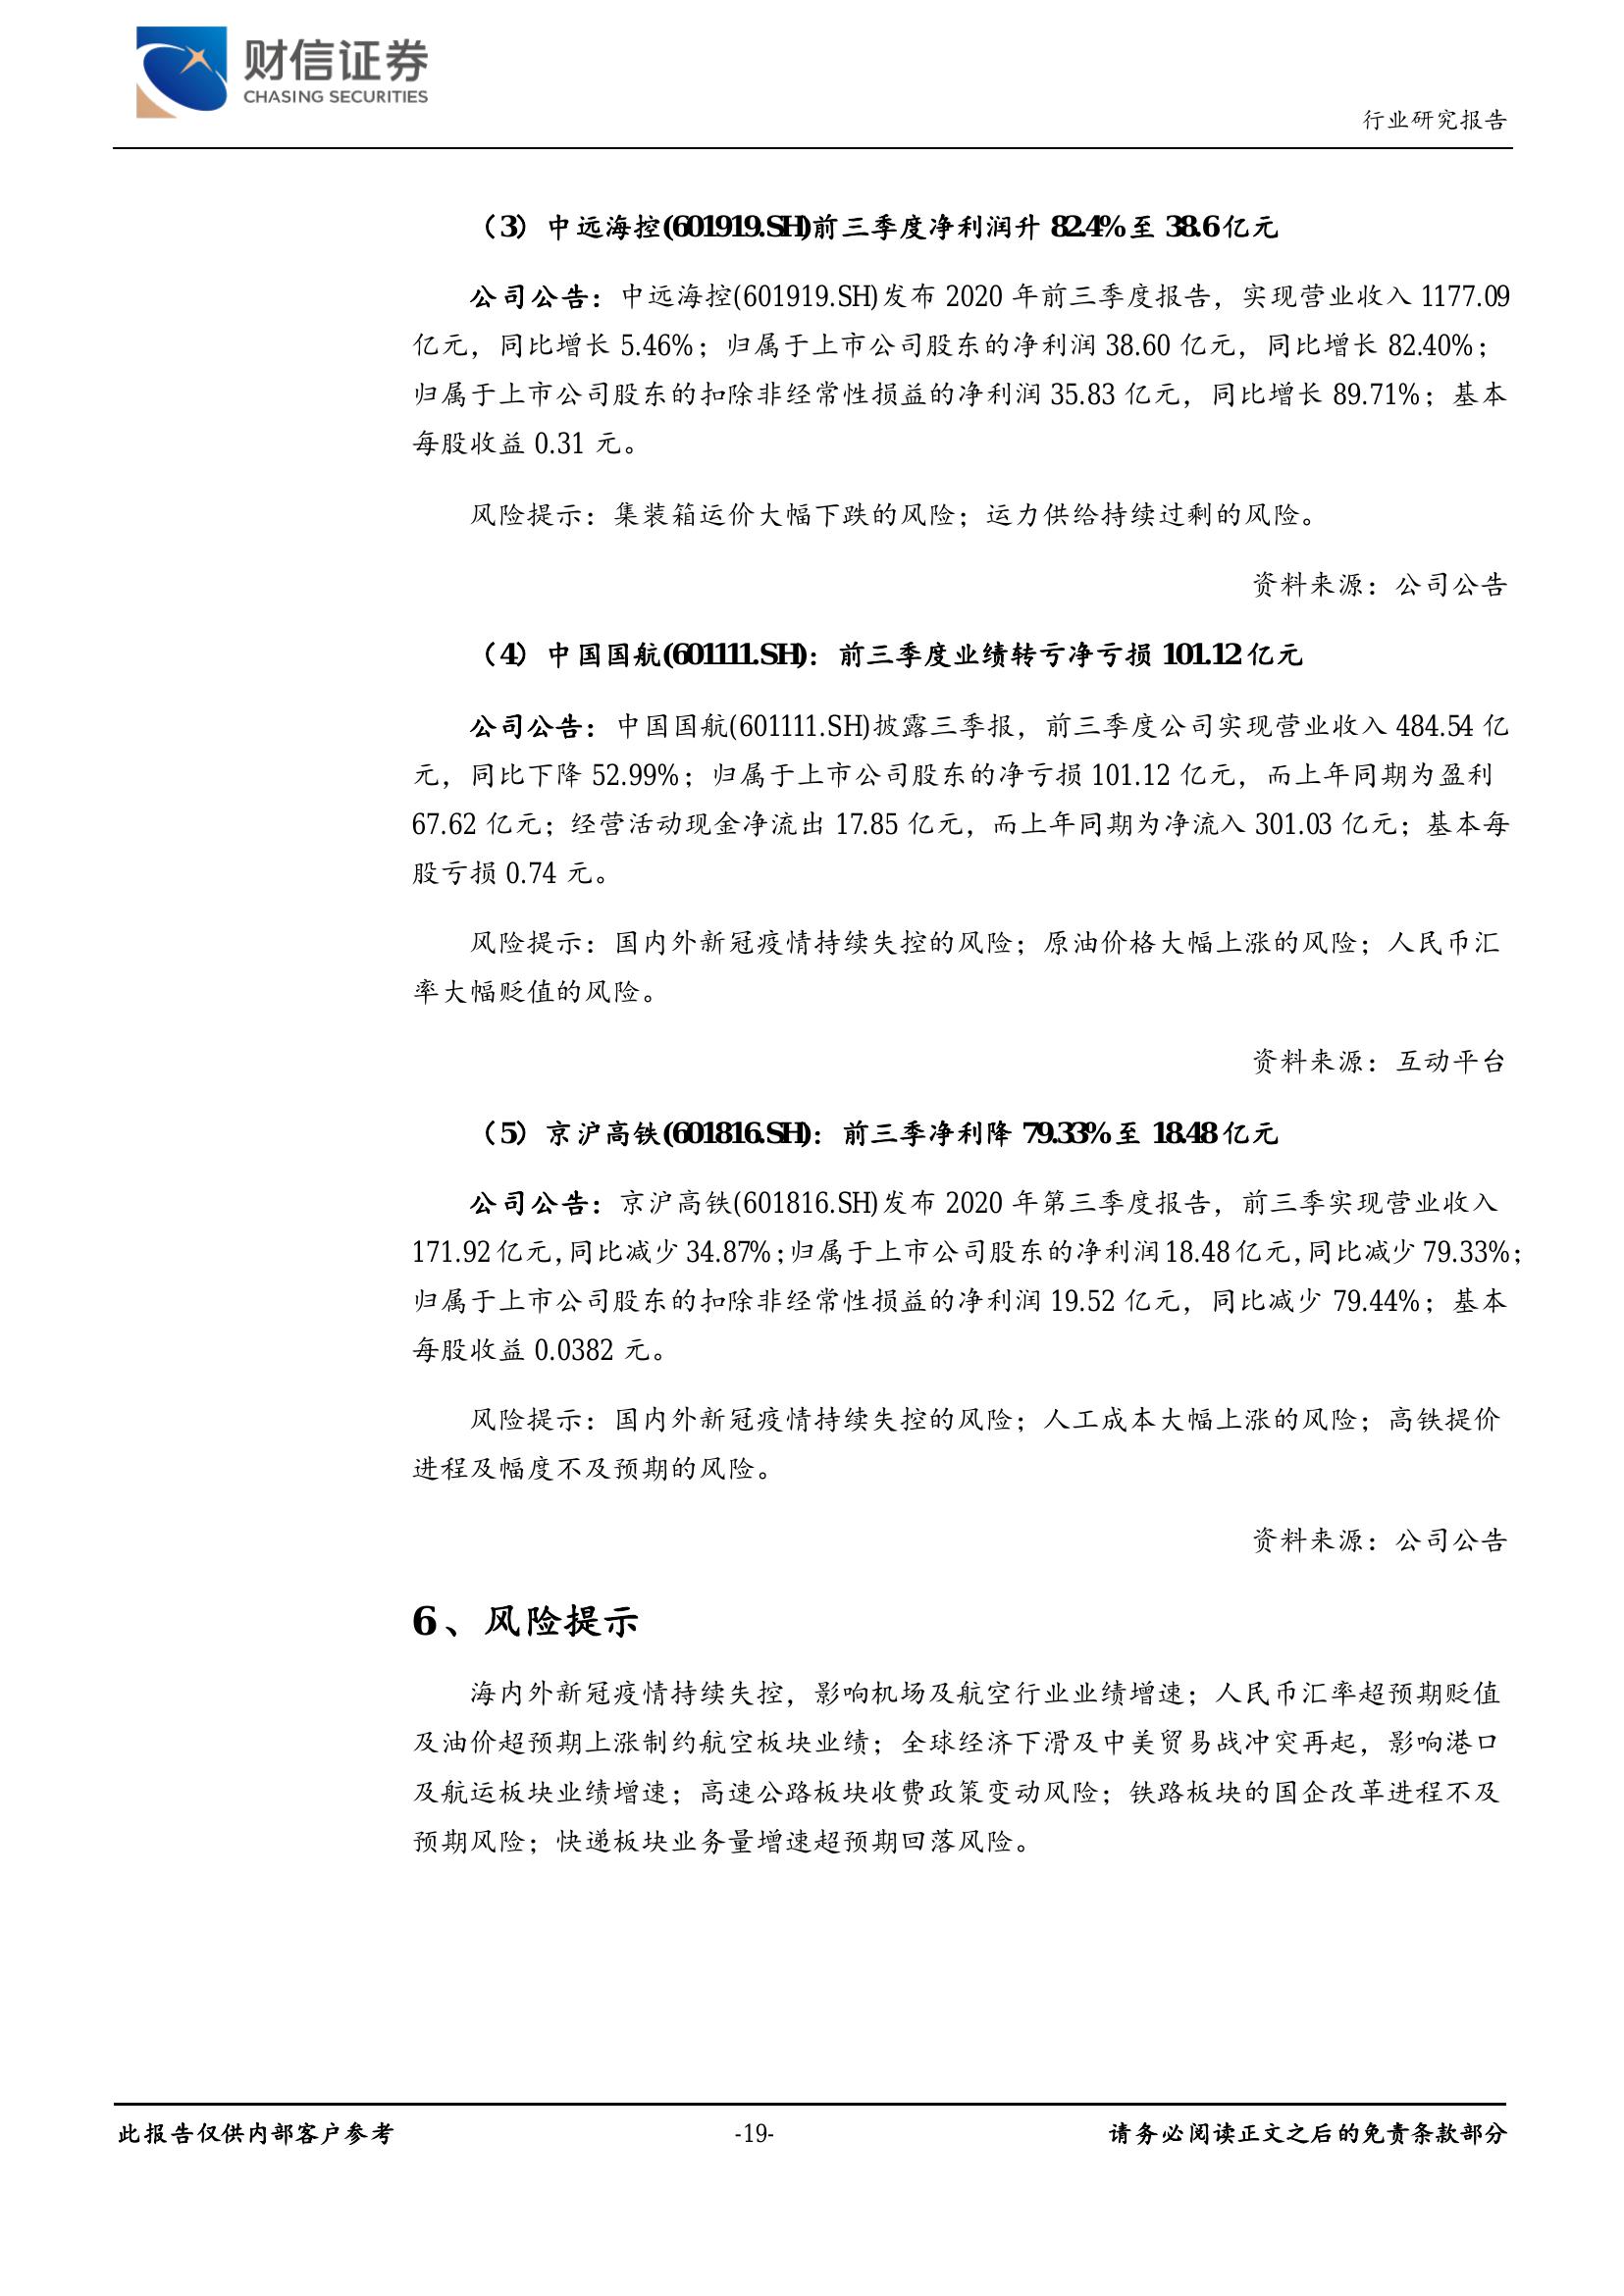 财信证券
CHASING SECURITIES
行业研究报告
（3）中远海控(601919.SH)前三季度净利润升 82.4%至 38.6亿元
公司公告：中远海控(601919.SH)发布 2020 年前三季度报告，实现营业收入 1177.09
亿元，同比增长 5.46%；归属于上市公司股东的净利润 38.60 亿元，同比增长 82.40%；
归属于上市公司股东的扣除非经常性损益的净利润 35.83 亿元，同比增长 89.71%；基本
每股收益 0.31 元。
风险提示：集装箱运价大幅下跌的风险；运力供给持续过剩的风险。
资料来源：公司公告
（4）中国国航(601111.SH)：前三季度业绩转亏净亏损 101.12亿元
公司公告：中国国航(601111.SH)披露三季报，前三季度公司实现营业收入 484.54 亿
元，同比下降 52.99%；归属于上市公司股东的净亏损 101.12 亿元，而上年同期为盈利
67.62 亿元；经营活动现金净流出 17.85 亿元，而上年同期为净流入 301.03 亿元；基本每
股亏损 0.74 元。
风险提示：国内外新冠疫情持续失控的风险；原油价格大幅上涨的风险；人民币汇
率大幅贬值的风险。
资料来源：互动平台
（5）京沪高铁(601816.SH)：前三季净利降 79.33%至 18.48亿元
公司公告：京沪高铁(601816.SH)发布 2020 年第三季度报告，前三季实现营业收入
171.92亿元，同比减少 34.87%；归属于上市公司股东的净利润 18.48亿元，同比减少 79.33%；
归属于上市公司股东的扣除非经常性损益的净利润 19.52 亿元，同比减少 79.44%；基本
每股收益 0.0382 元。
风险提示：国内外新冠疫情持续失控的风险；人工成本大幅上涨的风险；高铁提价
进程及幅度不及预期的风险。
资料来源：公司公告
6、风险提示
海内外新冠疫情持续失控，影响机场及航空行业业绩增速；人民币汇率超预期贬值
及油价超预期上涨制约航空板块业绩；全球经济下滑及中美贸易战冲突再起，影响港口
及航运板块业绩增速；高速公路板块收费政策变动风险；铁路板块的国企改革进程不及
预期风险；快递板块业务量增速超预期回落风险。
此报告仅供内部客户参考
-19-
请务必阅读正文之后的免责条款部分